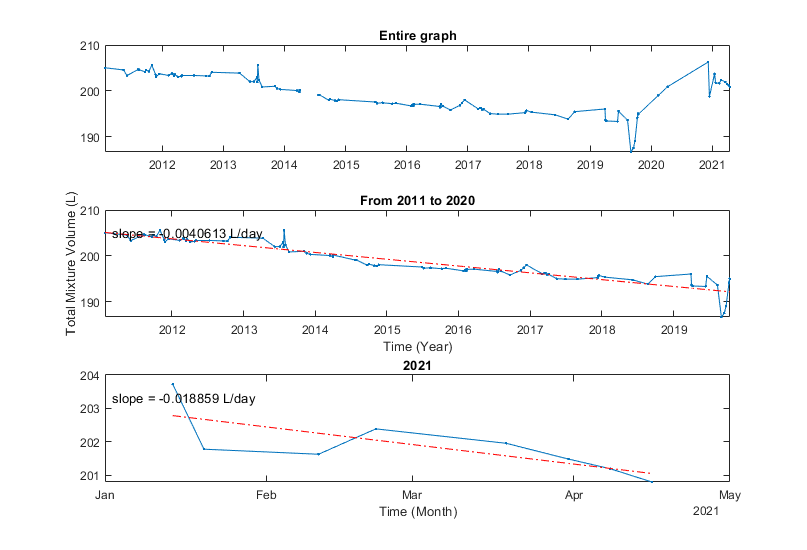 Entire graph
210
200
190
2012 2013 2014 2015 2016 2017 2018 2019 2020 2021
From 2011 to 2020
Total Mixture Volume (L)
210
slope = -0.0040613 L/day
200
190
2012 2013 2014 2015 2016 2017 2018 2019
Time (Year)
2021
204
slope = -0.018859 L/day
203
202
201
Jan Feb Mar Apr May
Time (Month)
2021